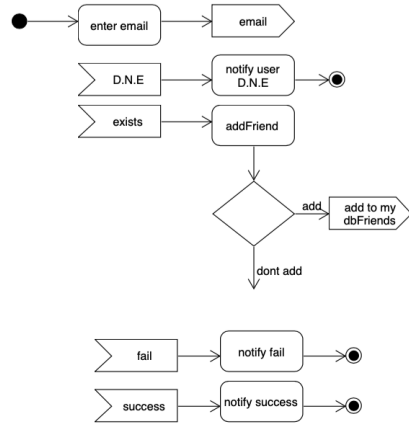 enter email
email
D.N.E
notify user
D.N.E
exists
addFriend
add
add to my
dbFriends
dont add
fail
notify fail
success
notify success